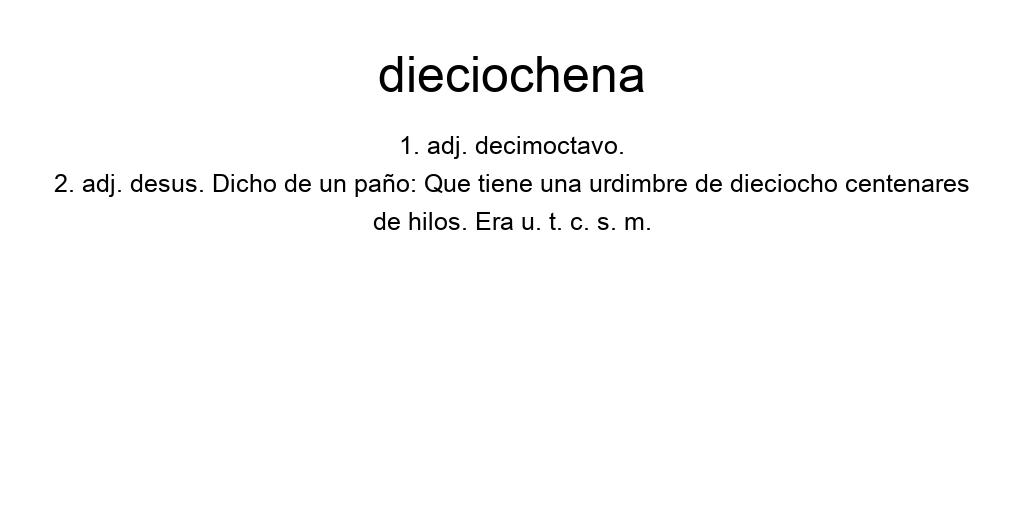 dieciochena
1. adj. decimoctavo.
2. adj. desus. Dicho de un paño: Que tiene una urdimbre de dieciocho centenares
de hilos. Era u. t. c. s. m.